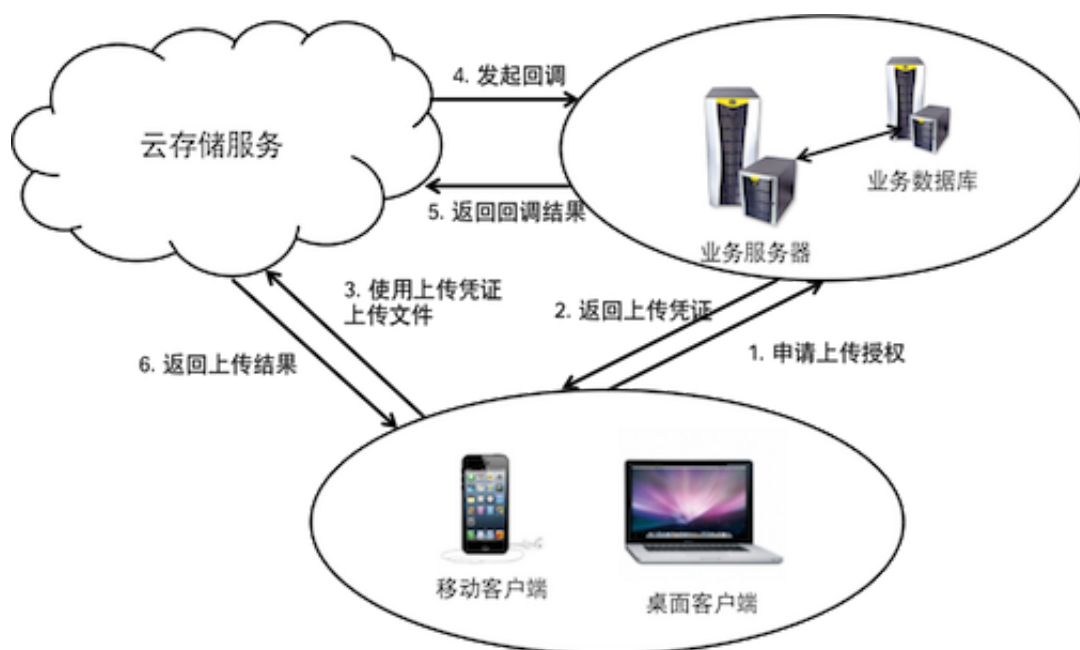 4. 发起回调
云存储服务
业务数据库
5. 返回回调结果
业务服务器
3. 使用上传凭证
上传文件
2. 返回上传凭证
1. 申请上传授权
6. 返回上传结果
移动客户端
桌面客户端